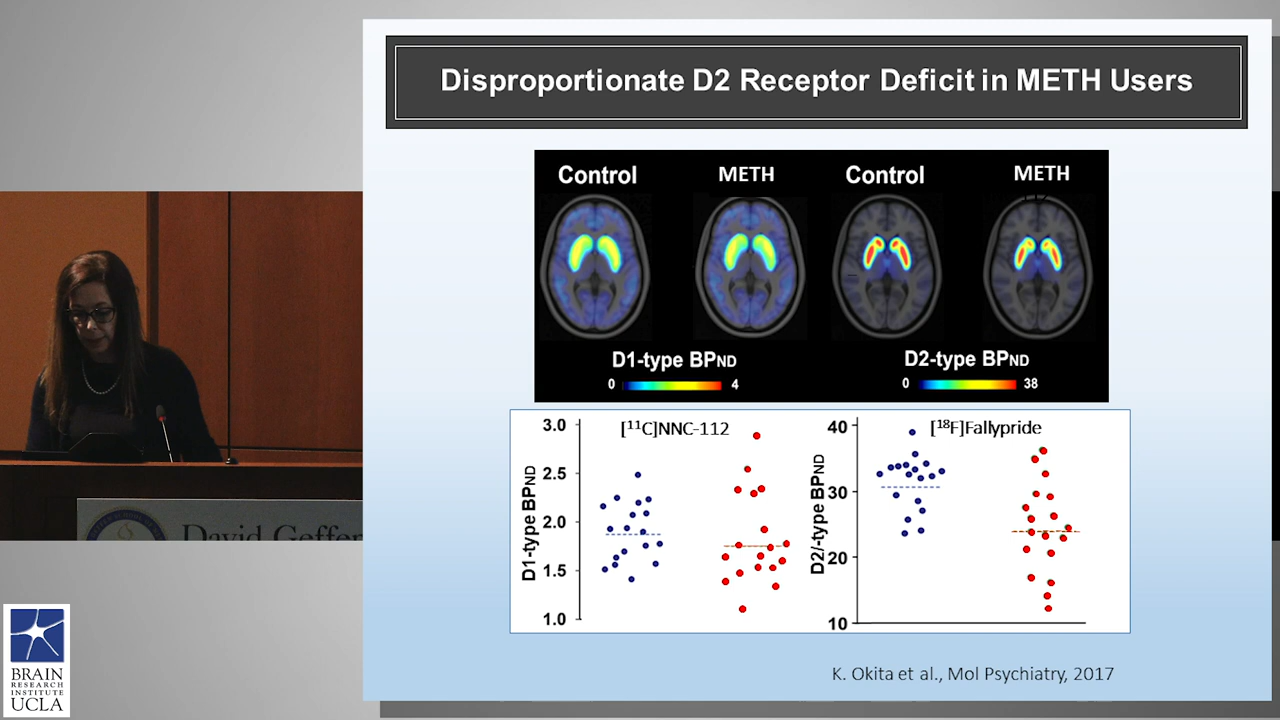 Disproportionate D2 Receptor Deficit in METH Users
Control METH Control METH
D1-type BPND D2-type BPND
0 4 0 38
[¹¹C]NNC-112 [¹⁸F]Fallypride
3.0
2.5
2.0
1.5
1.0
D1-type BPND
40
30
20
10
D2/-type BPND
K. Okita et al., Mol Psychiatry, 2017
David Geffen
BRAIN
RESEARCH
INSTITUTE
UCLA